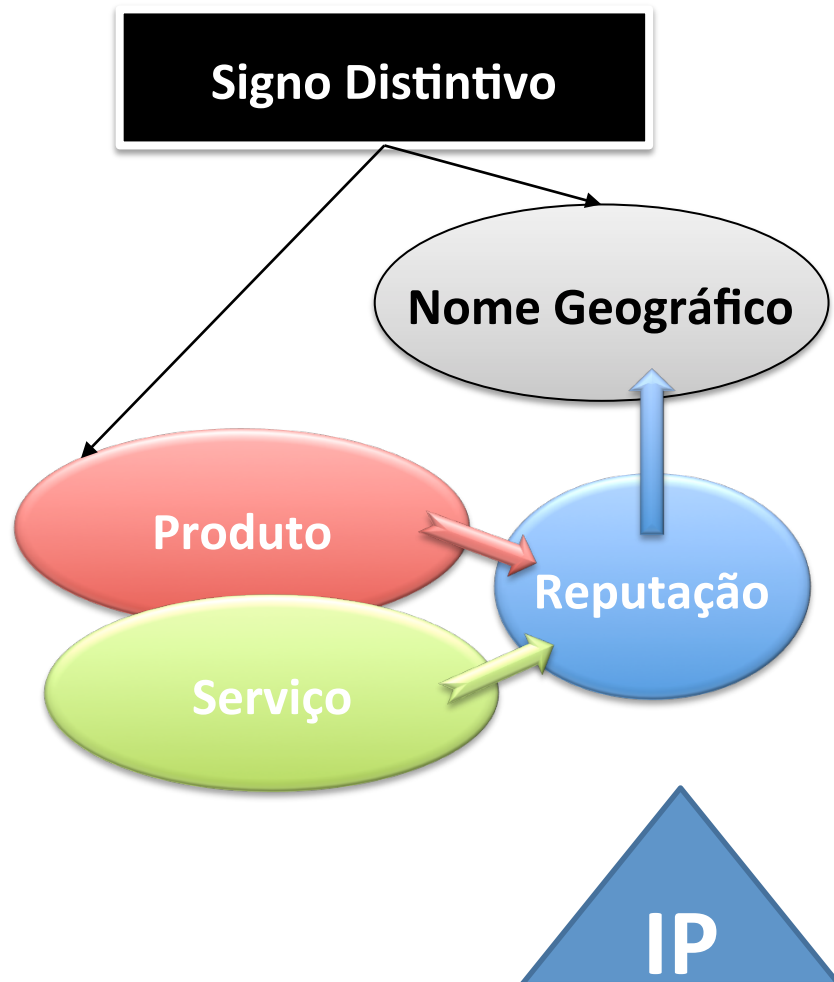 Signo Distintivo
Nome Geográfico
Produto
Reputação
Serviço
IP